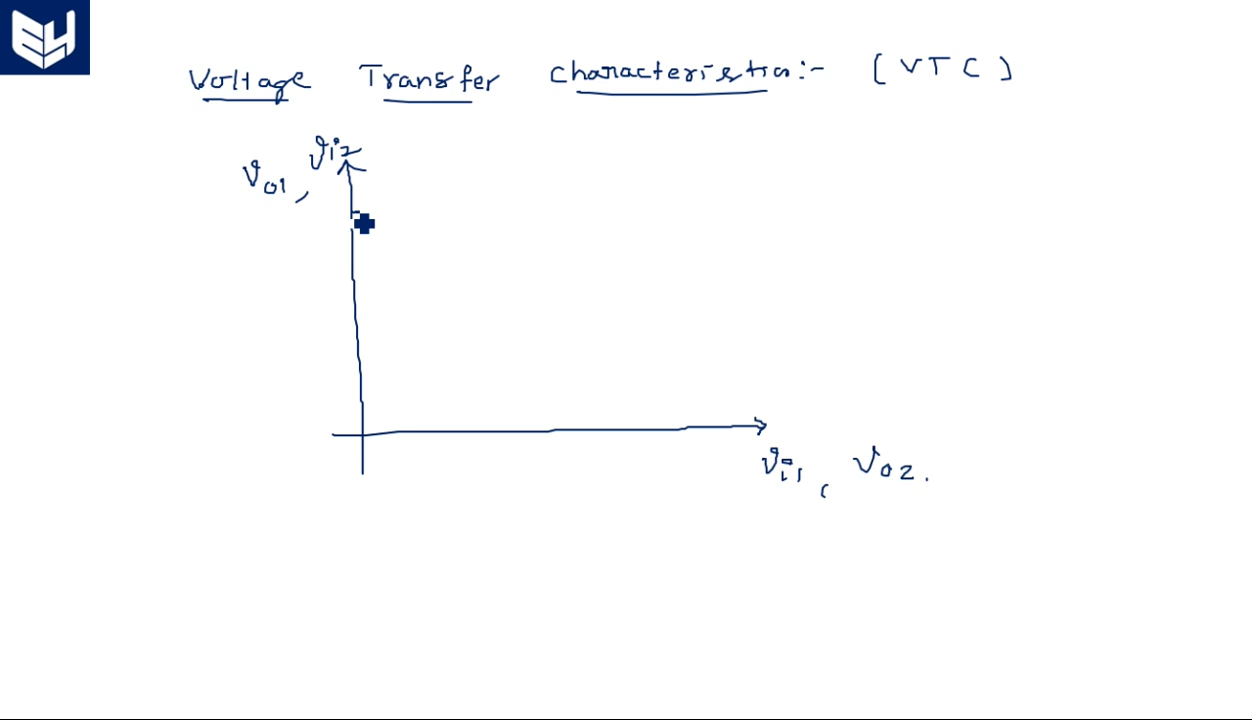 Voltage Transfer characteristics:- [VTC]
Vo1, Vi2
Vi1, Vo2.